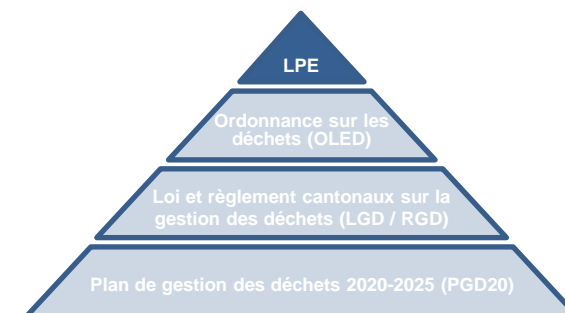 LPE
Ordonnance sur les
déchets (OLED)
Loi et règlement cantonaux sur la
gestion des déchets (LGD / RGD)
Plan de gestion des déchets 2020-2025 (PGD20)